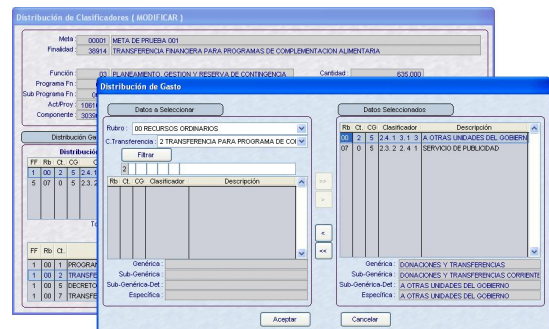 Distribución de Clasificadores ( MODIFICAR )
Meta : 00001 META DE PRUEBA 001
Finalidad : 38914 TRANSFERENCIA FINANCIERA PARA PROGRAMAS DE COMPLEMENTACION ALIMENTARIA
Función : 03 PLANEAMIENTO, GESTION Y RESERVA DE CONTINGENCIA Cantidad : 635,000
Programa Fn :
Sub Programa Fn :
Act/Proy :
Componente :
Distribución de Gasto
Datos a Seleccionar
Rubro : 00 RECURSOS ORDINARIOS
C.Transferencia : 2 TRANSFERENCIA PARA PROGRAMA DE
Filtrar
2
Rb Ct. CG Clasificador Descripción
>>
>
<
<<
Datos Seleccionados
Rb Ct. CG Clasificador Descripción
00 2 5 2.4.1 3.1 3 A OTRAS UNIDADES DEL GOBIERN
07 0 5 2.3.2 2.4 1 SERVICIO DE PUBLICIDAD
Genérica :
Sub-Genérica :
Sub-Genérica-Det :
Específica :
Genérica : DONACIONES Y TRANSFERENCIAS
Sub-Genérica : DONACIONES Y TRANSFERENCIAS CORRIENTE
Sub-Genérica-Det : A OTRAS UNIDADES DEL GOBIERNO
Específica : A OTRAS UNIDADES DEL GOBIERNO
Aceptar
Cancelar
Distribución Ga
Distribució
FF Rb Ct. CG
1 00 2 5 2.4.1
5 07 0 5 2.3.2
FF Rb Ct.
1 00 1 PROGRAM
1 00 2 TRANSFE
1 00 5 DECRETO
1 00 7 TRANSFE